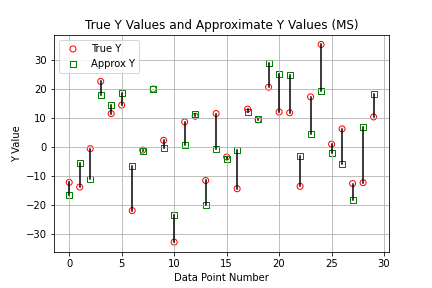 True Y Values and Approximate Y Values (MS)
True Y
Approx Y
30
20
10
0
−10
−20
−30
Y Value
0 5 10 15 20 25 30
Data Point Number